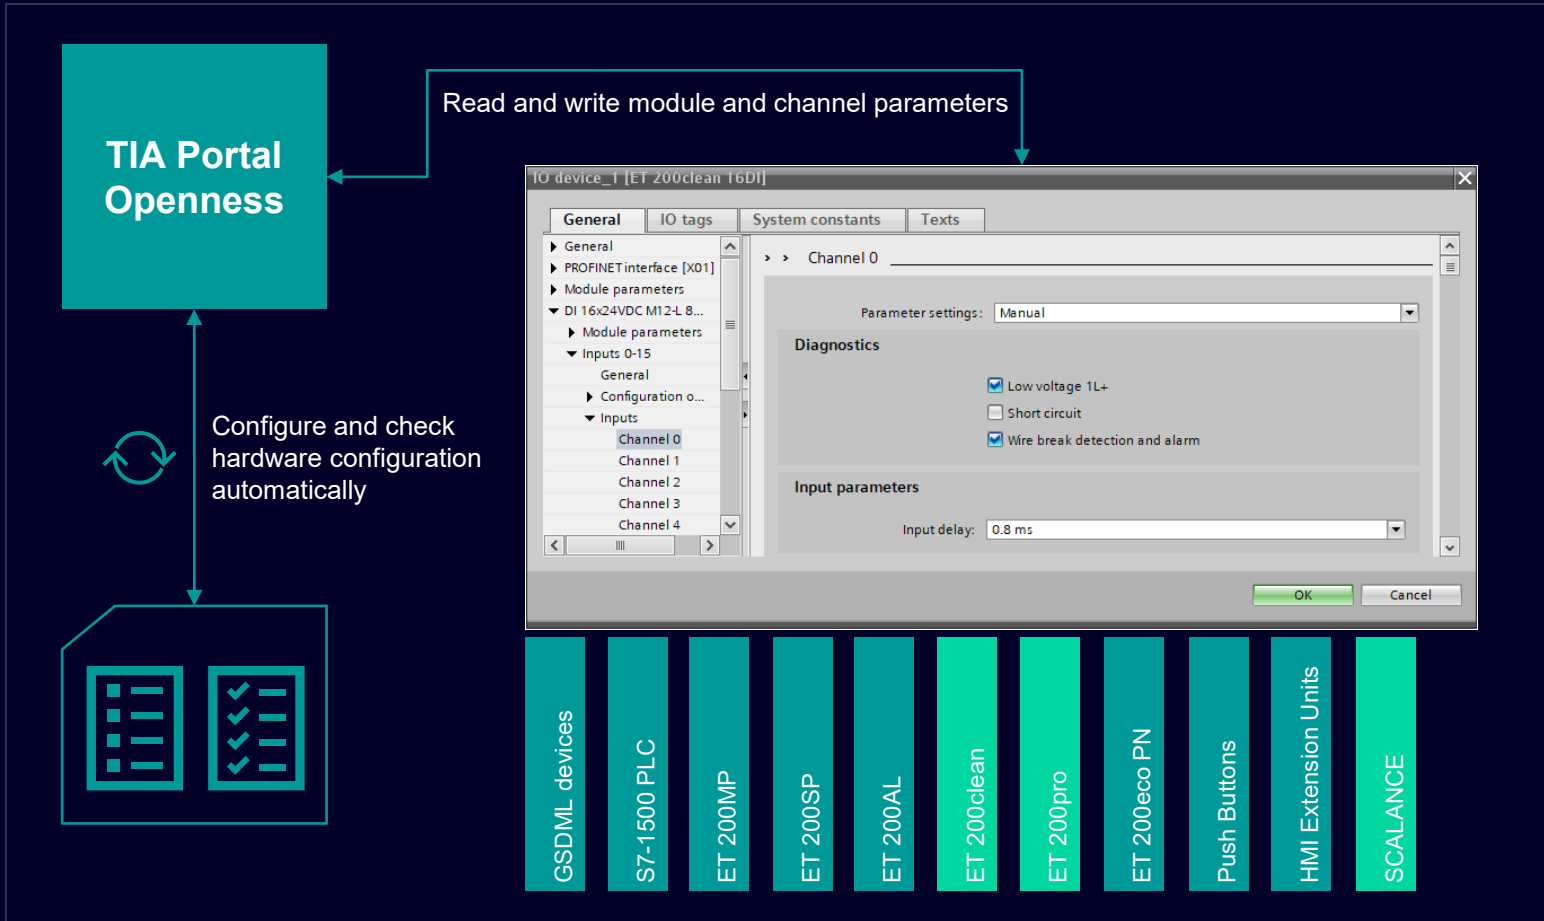 TIA Portal
Openness
Read and write module and channel parameters
Configure and check
hardware configuration
automatically
IO device_1 [ET 200clean 16DI]
General
IO tags
System constants
Texts
General
PROFINET interface [X01]
Module parameters
DI 16x24VDC M12-L 8...
Module parameters
Inputs 0-15
General
Configuration o...
Inputs
Channel 0
Channel 1
Channel 2
Channel 3
Channel 4
Channel 0
Parameter settings: Manual
Diagnostics
Low voltage 1L+
Short circuit
Wire break detection and alarm
Input parameters
Input delay: 0.8 ms
OK
Cancel
GSDML devices
S7-1500 PLC
ET 200MP
ET 200SP
ET 200AL
ET 200clean
ET 200pro
ET 200eco PN
Push Buttons
HMI Extension Units
SCALANCE